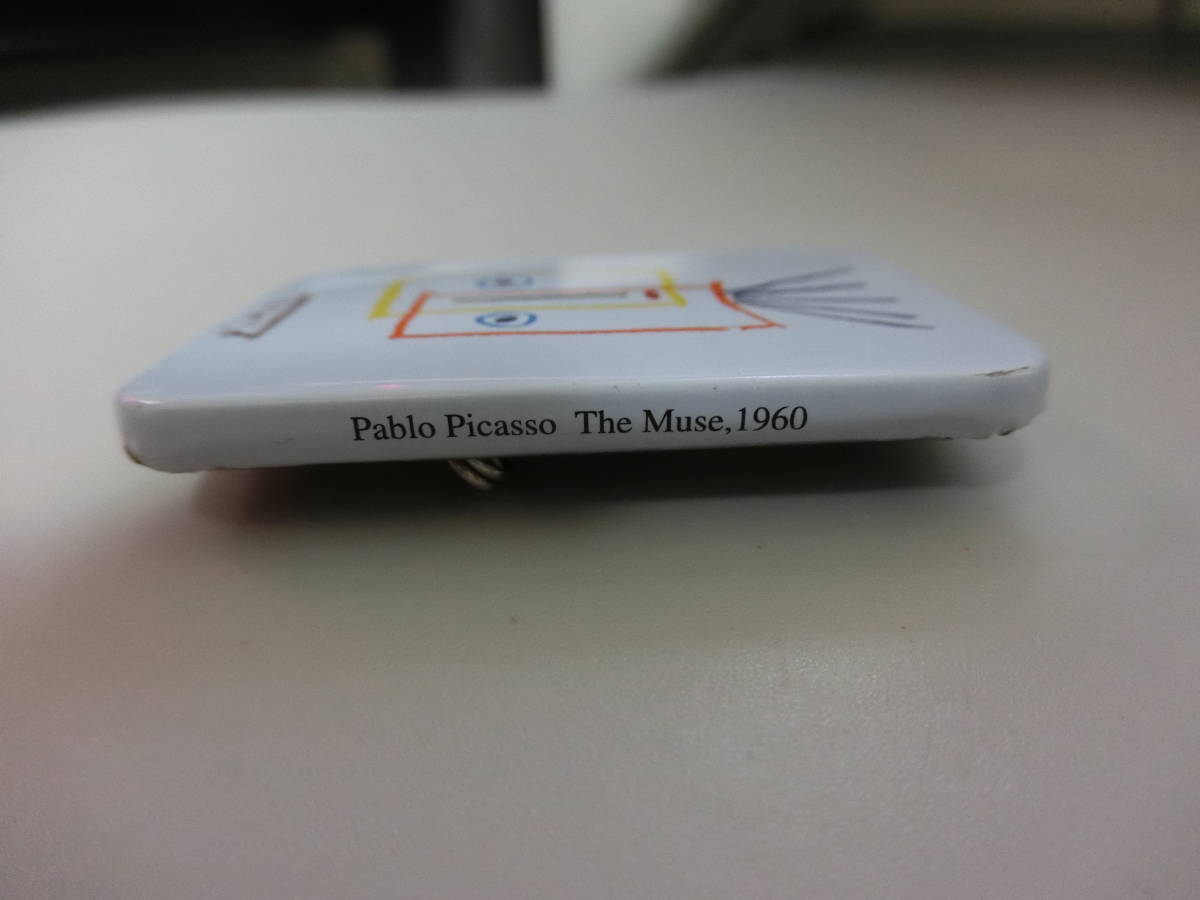 Pablo Picasso The Muse,1960